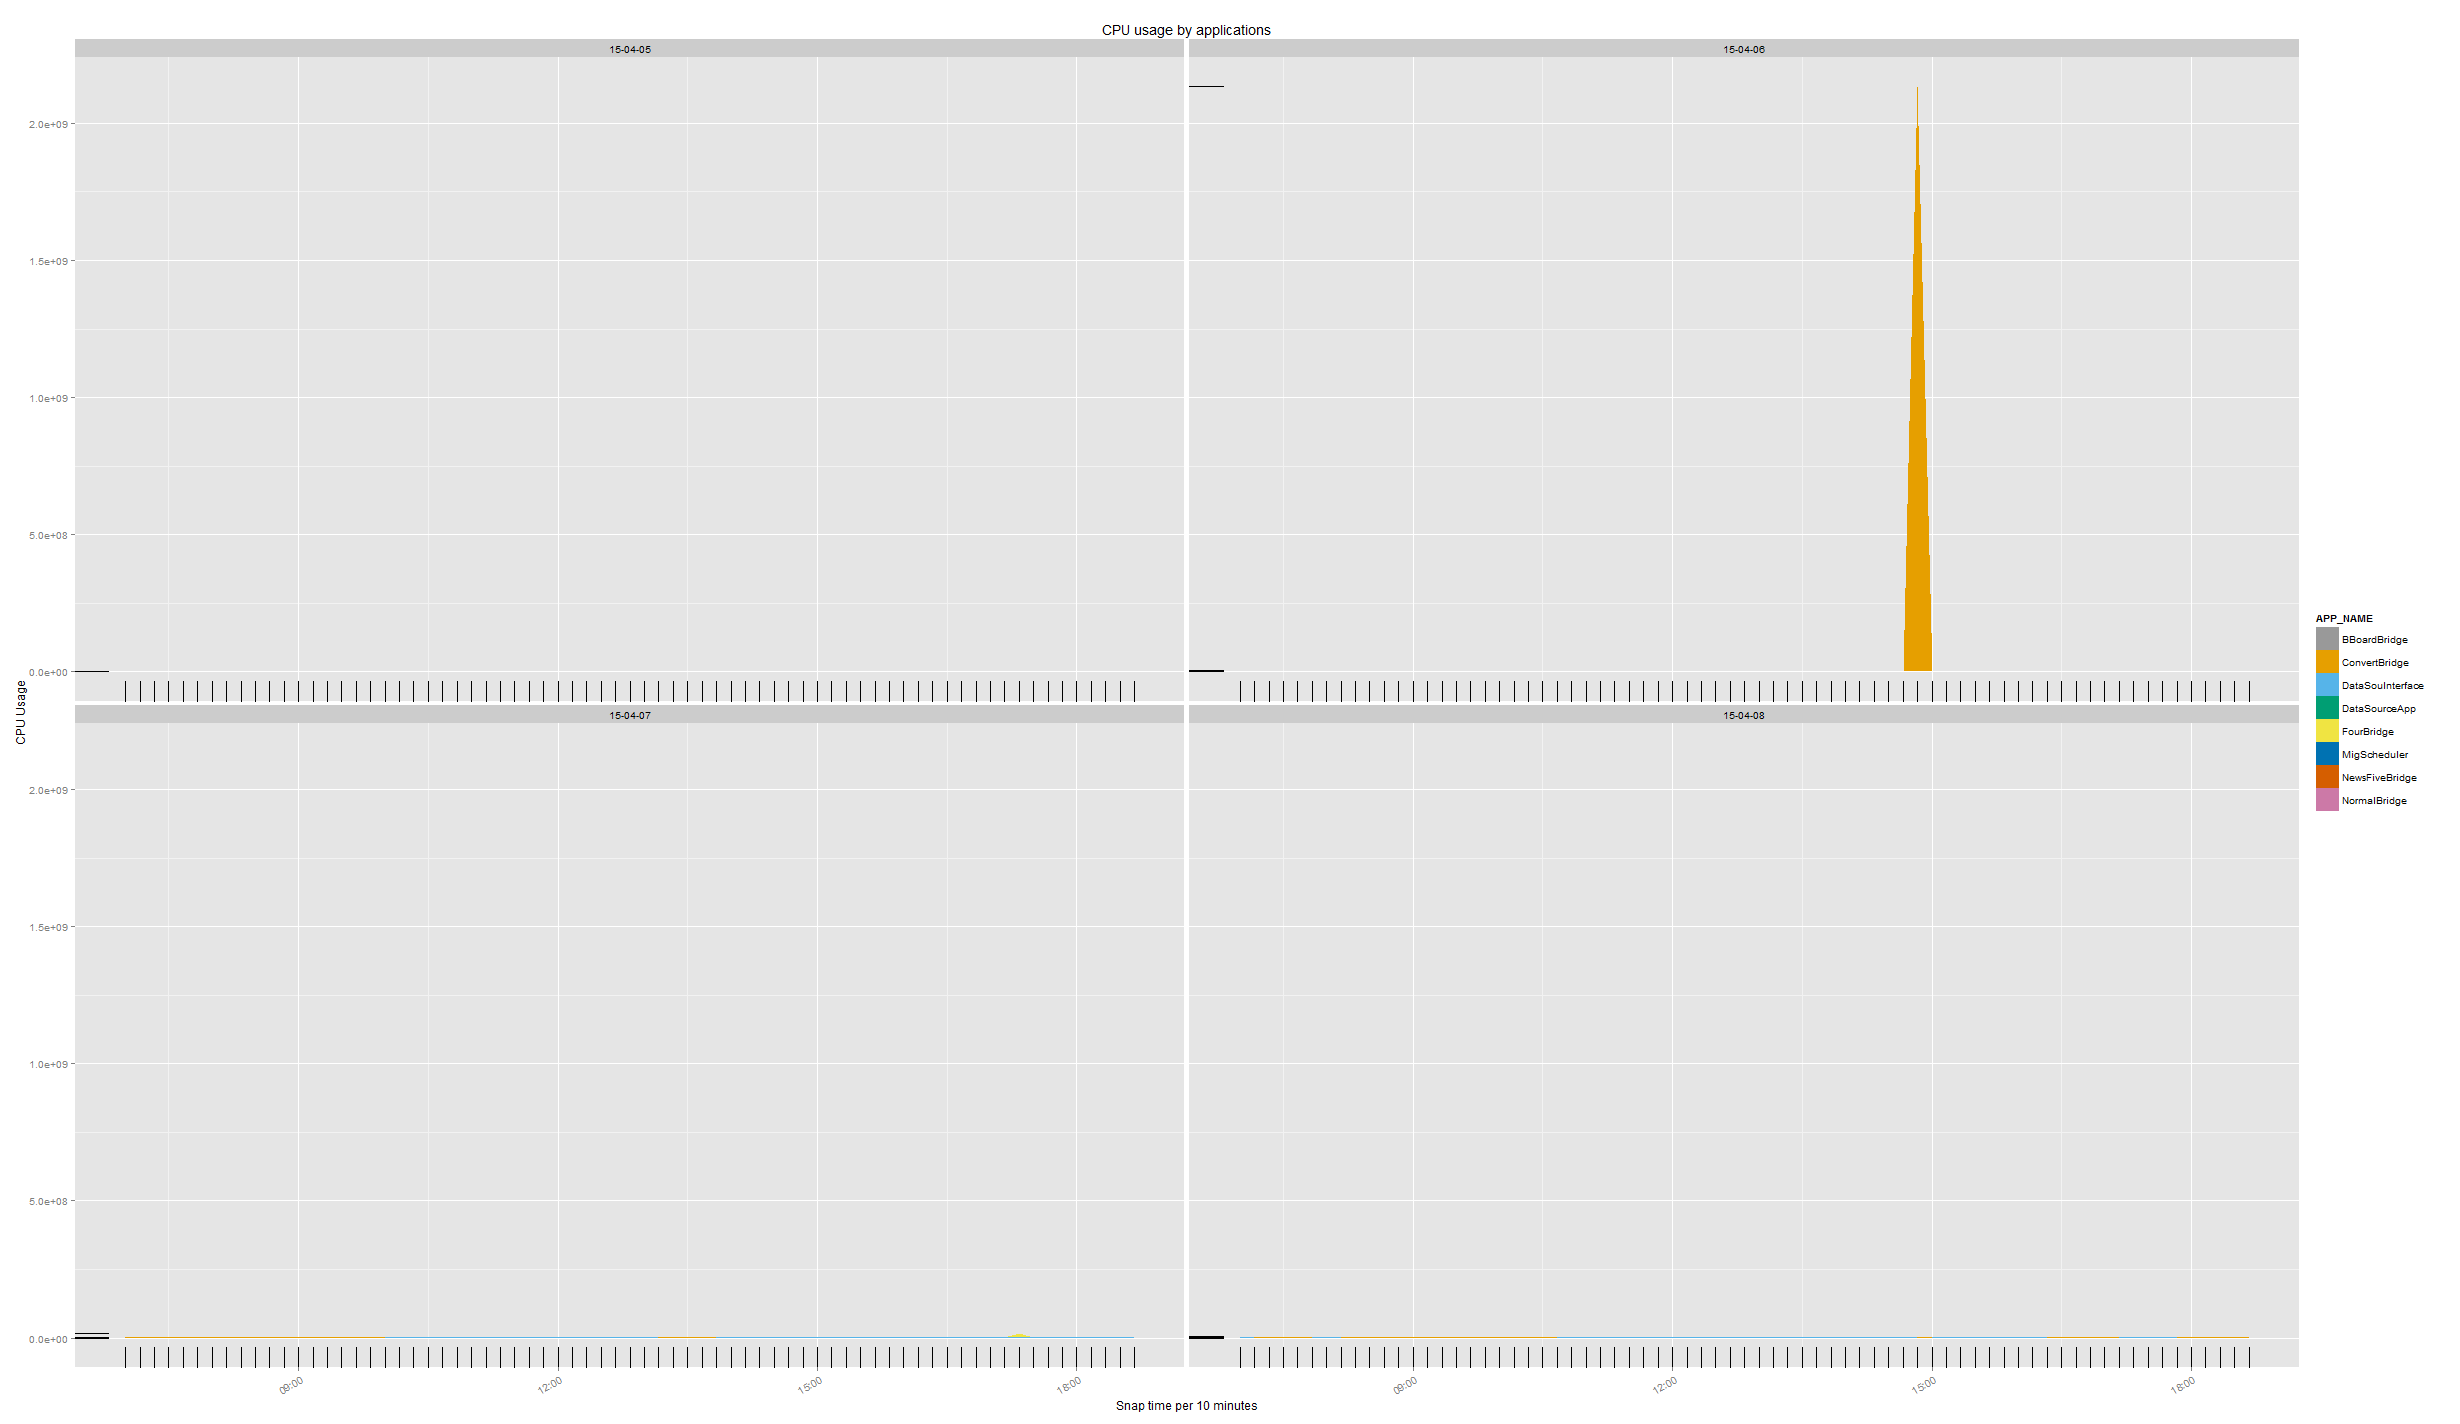 CPU usage by applications
15-04-05
15-04-06
2.0e+09
1.5e+09
1.0e+09
5.0e+08
0.0e+00
CPU Usage
15-04-07
15-04-08
2.0e+09
1.5e+09
1.0e+09
5.0e+08
0.0e+00
09:00
12:00
15:00
18:00
09:00
12:00
15:00
18:00
Snap time per 10 minutes
APP_NAME
BBoardBridge
ConvertBridge
DataSouInterface
DataSourceApp
FourBridge
MigScheduler
NewsFiveBridge
NormalBridge